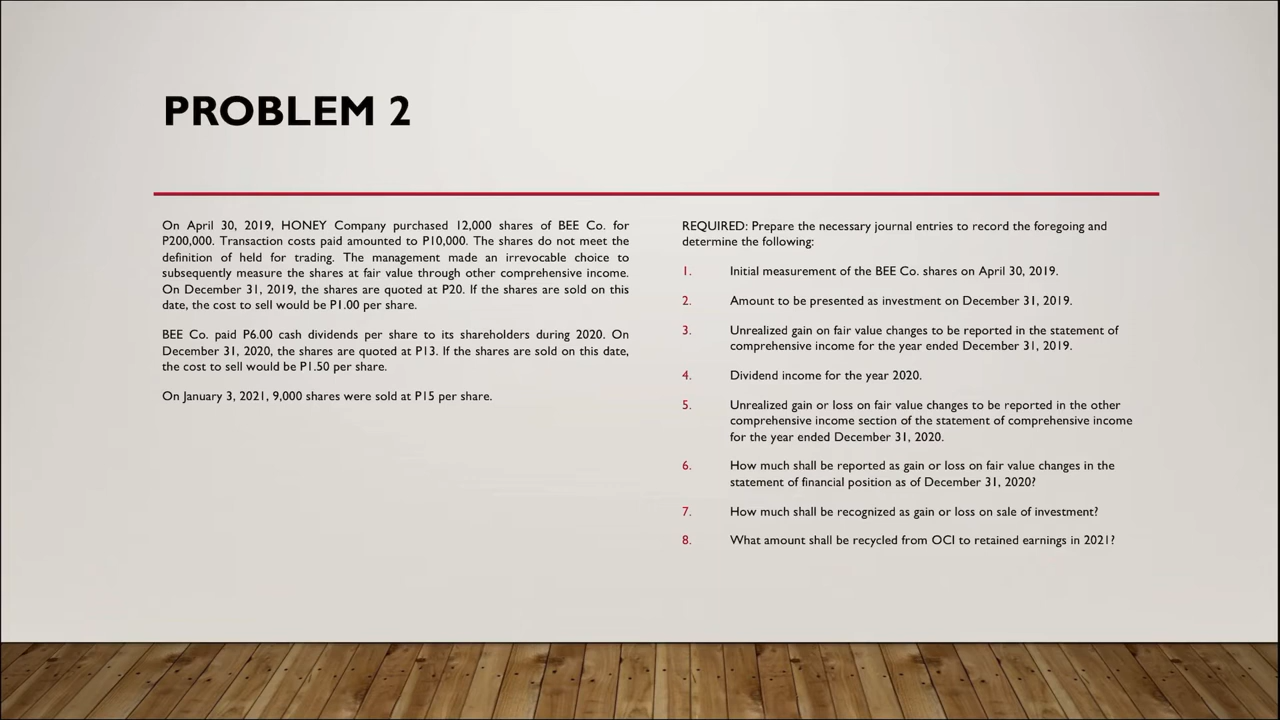 PROBLEM 2
On April 30, 2019, HONEY Company purchased 12,000 shares of BEE Co. for
P200,000. Transaction costs paid amounted to P10,000. The shares do not meet the
definition of held for trading. The management made an irrevocable choice to
subsequently measure the shares at fair value through other comprehensive income.
On December 31, 2019, the shares are quoted at P20. If the shares are sold on this
date, the cost to sell would be P1.00 per share.
BEE Co. paid P6.00 cash dividends per share to its shareholders during 2020. On
December 31, 2020, the shares are quoted at P13. If the shares are sold on this date,
the cost to sell would be P1.50 per share.
On January 3, 2021, 9,000 shares were sold at P15 per share.
REQUIRED: Prepare the necessary journal entries to record the foregoing and
determine the following:
1. Initial measurement of the BEE Co. shares on April 30, 2019.
2. Amount to be presented as investment on December 31, 2019.
3. Unrealized gain on fair value changes to be reported in the statement of
comprehensive income for the year ended December 31, 2019.
4. Dividend income for the year 2020.
5. Unrealized gain or loss on fair value changes to be reported in the other
comprehensive income section of the statement of comprehensive income
for the year ended December 31, 2020.
6. How much shall be reported as gain or loss on fair value changes in the
statement of financial position as of December 31, 2020?
7. How much shall be recognized as gain or loss on sale of investment?
8. What amount shall be recycled from OCI to retained earnings in 2021?